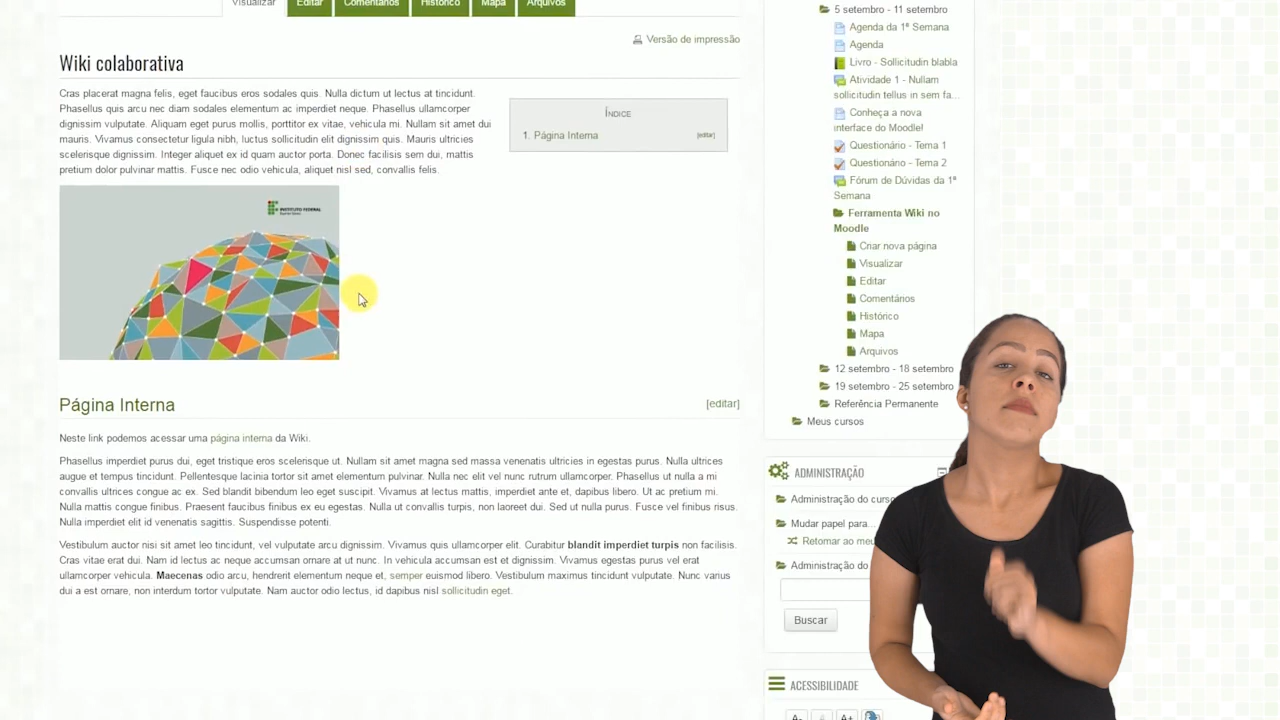 Visualizar
Editar
Comentários
Histórico
Mapa
Arquivos
Versão de impressão
Wiki colaborativa
Cras placerat magna felis, eget faucibus eros sodales quis. Nulla dictum ut lectus at tincidunt.
Phasellus quis arcu nec diam sodales elementum ac imperdiet neque. Phasellus ullamcorper
dignissim vulputate. Aliquam eget purus mollis, porttitor ex vitae, vehicula mi. Nullam sit amet dui
mauris. Vivamus consectetur ligula nibh, luctus sollicitudin elit dignissim quis. Mauris ultricies
scelerisque dignissim. Integer aliquet ex id quam auctor porta. Donec facilisis sem dui, mattis
pretium dolor pulvinar mattis. Fusce nec odio vehicula, aliquet nisl sed, convallis felis.
ÍNDICE
1. Página Interna [editar]
INSTITUTO FEDERAL
Página Interna
[editar]
Neste link podemos acessar uma página interna da Wiki.
Phasellus imperdiet purus dui, eget tristique eros scelerisque ut. Nullam sit amet magna sed massa venenatis ultricies in egestas purus. Nulla ultrices
augue et tempus tincidunt. Pellentesque lacinia tortor sit amet elementum dapibus. Nulla nec elit vel nunc rutrum ullamcorper. Phasellus ut nulla a mi
convallis ultrices congue ac ex. Sed blandit bibendum leo eget suscipit. Vivamus at lectus mattis, imperdiet ante et, dapibus libero. Ut ac pretium mi.
Nulla mattis congue finibus. Praesent faucibus finibus ex eu egestas. Nulla ut convallis turpis, non laoreet dui. Sed ut nulla purus. Fusce vel finibus risus.
Nulla imperdiet elit id venenatis sagittis. Suspendisse potenti.
Vestibulum auctor nisi sit amet leo tincidunt, vel vulputate arcu dignissim. Vivamus quis ullamcorper elit. Curabitur blandit imperdiet turpis non facilisis.
Cras vitae erat dui. Nam id lectus ac neque accumsan ornare at ut nunc. In vehicula accumsan est et dignissim. Vivamus egestas purus vel erat
ullamcorper vehicula. Maecenas odio arcu, hendrerit elementum neque et, semper euismod libero. Vestibulum maximus tincidunt vulputate. Nunc varius
dui a est ornare, non interdum tortor vulputate. Nam auctor odio lectus, id dapibus nisl sollicitudin eget.
5 setembro - 11 setembro
Agenda da 1ª Semana
Agenda
Livro - Sollicitudin blabla
Atividade 1 - Nullam
sollicitudin tellus in sem fa...
Conheça a nova
interface do Moodle!
Questionário - Tema 1
Questionário - Tema 2
Fórum de Dúvidas da 1ª
Semana
Ferramenta Wiki no
Moodle
Criar nova página
Visualizar
Editar
Comentários
Histórico
Mapa
Arquivos
12 setembro - 18 setembro
19 setembro - 25 setembro
Referência Permanente
Meus cursos
ADMINISTRAÇÃO
Administração do curso
Mudar papel para...
Retomar ao meu
Administração do
Buscar
ACESSIBILIDADE
A-
A
A+